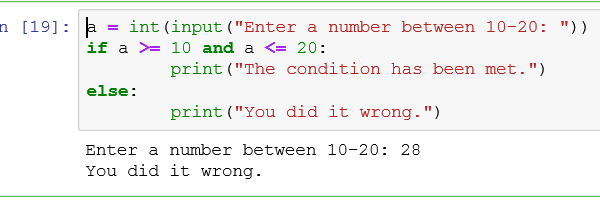 n [19]: a = int(input("Enter a number between 10-20: "))
if a >= 10 and a <= 20:
        print("The condition has been met.")
else:
        print("You did it wrong.")
Enter a number between 10-20: 28
You did it wrong.